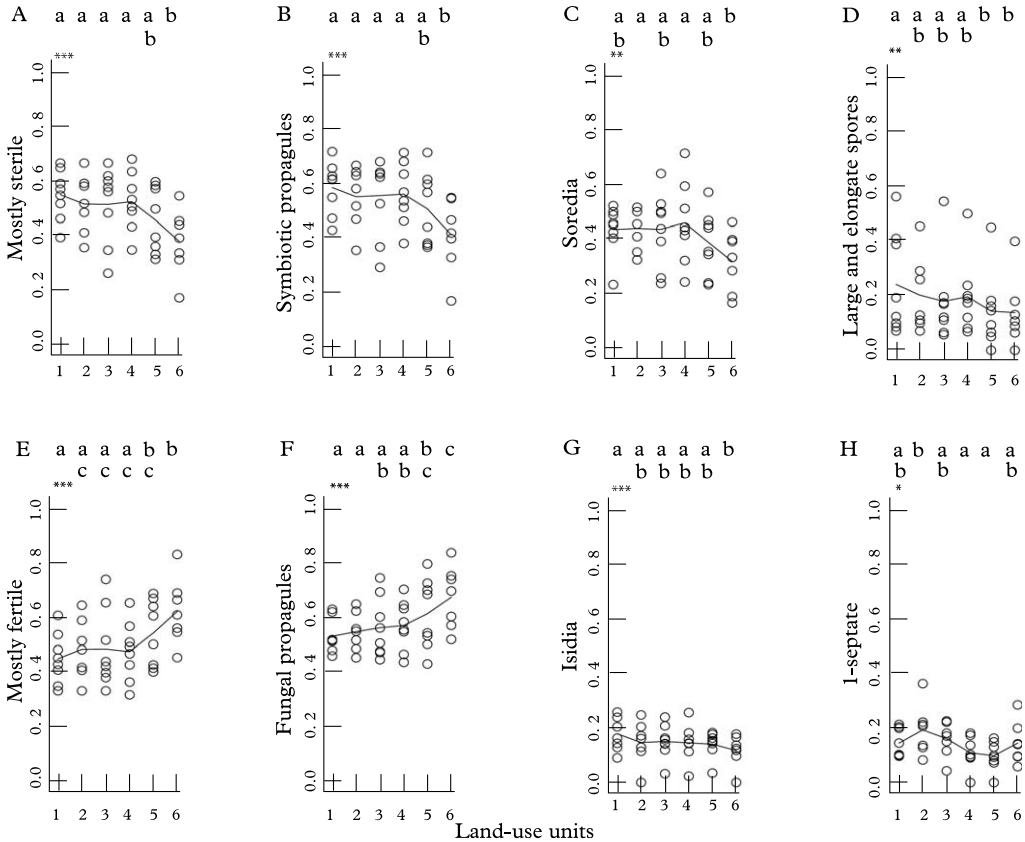 A a a a a a b
b
B a a a a a b
b
C a a a a a b
b b b
D a a a a b b
b b b
***
***
**
**
Mostly sterile
0.0 0.2 0.4 0.6 0.8 1.0
1 2 3 4 5 6
Symbiotic propagules
0.0 0.2 0.4 0.6 0.8 1.0
1 2 3 4 5 6
Soredia
0.0 0.2 0.4 0.6 0.8 1.0
1 2 3 4 5 6
Large and elongate spores
0.0 0.2 0.4 0.6 0.8 1.0
1 2 3 4 5 6
E a a a a b b
c c c c
F a a a a b c
b b c
G a a a a a b
b b b b
H a b a a a a
b b b
***
***
***
*
Mostly fertile
0.0 0.2 0.4 0.6 0.8 1.0
1 2 3 4 5 6
Fungal propagules
0.0 0.2 0.4 0.6 0.8 1.0
1 2 3 4 5 6
Isidia
0.0 0.2 0.4 0.6 0.8 1.0
1 2 3 4 5 6
1-septate
0.0 0.2 0.4 0.6 0.8 1.0
1 2 3 4 5 6
Land-use units